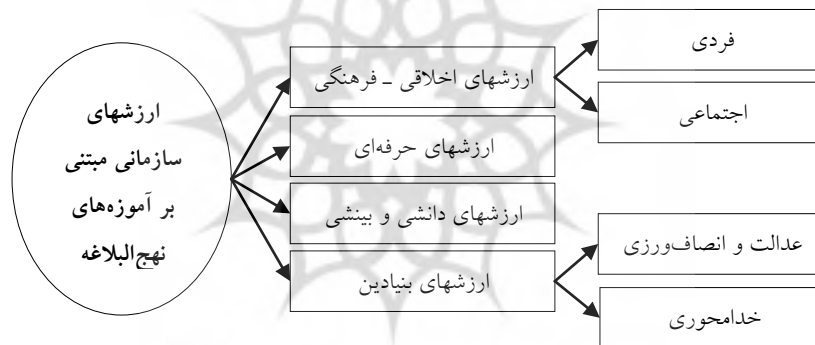 ارزشهای
سازمانی مبتنی
بر آموزه‌های
نهج‌البلاغه
ارزشهای اخلاقی ـ فرهنگی
ارزشهای حرفه‌ای
ارزشهای دانشی و بینشی
ارزشهای بنیادین
فردی
اجتماعی
عدالت و انصاف‌ورزی
خدامحوری